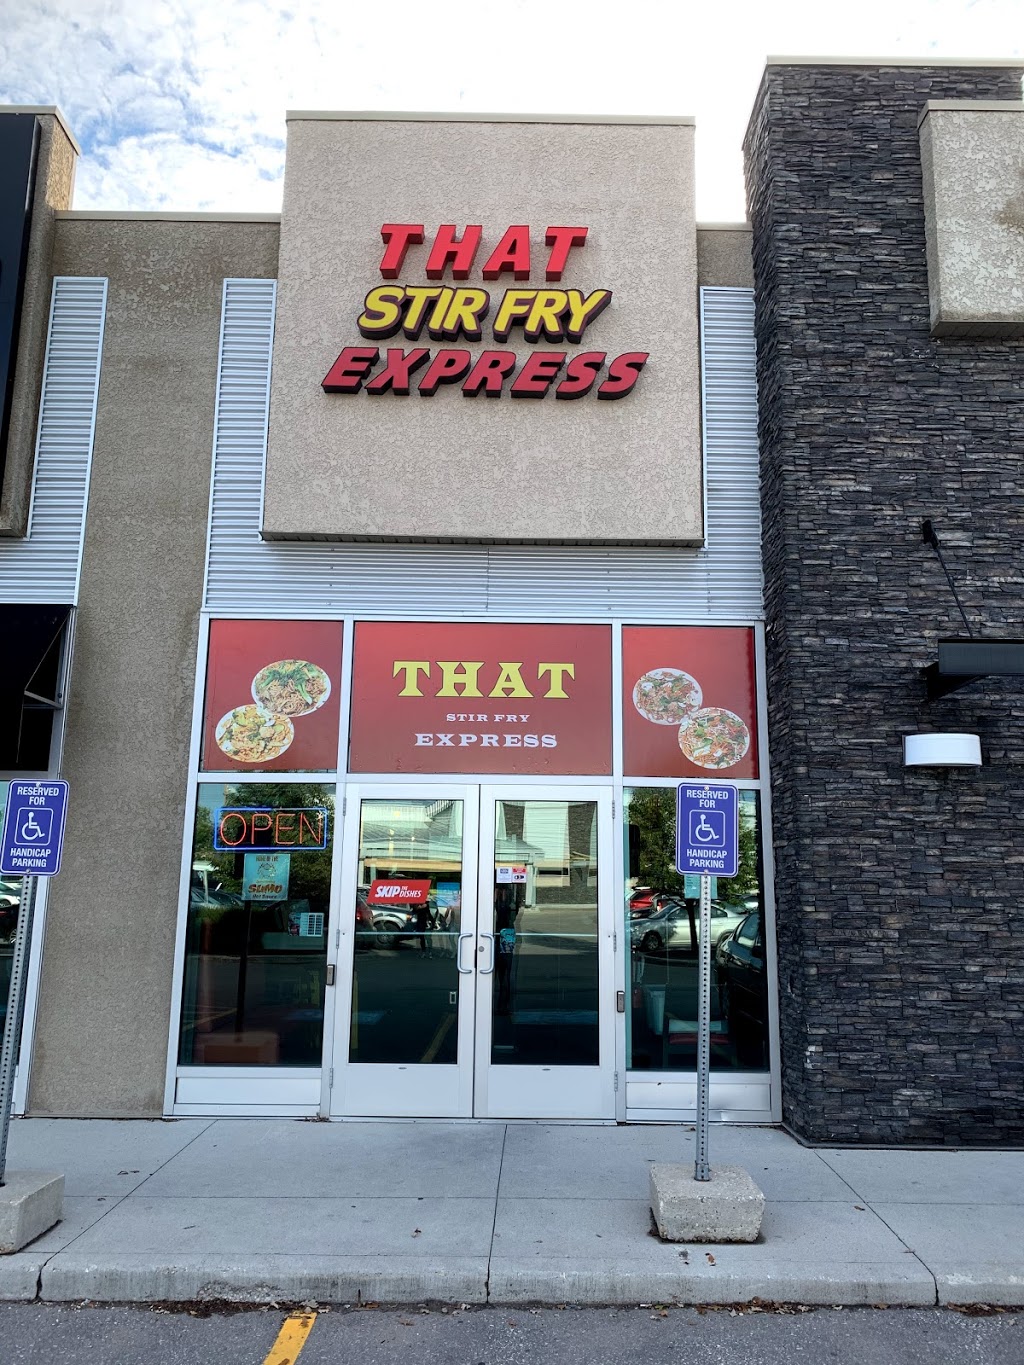 THAT
STIR FRY
EXPRESS
THAT
STIR FRY
EXPRESS
RESERVED
FOR
HANDICAP
PARKING
RESERVED
FOR
HANDICAP
PARKING
OPEN
SUMO
SKIP THE DISHES